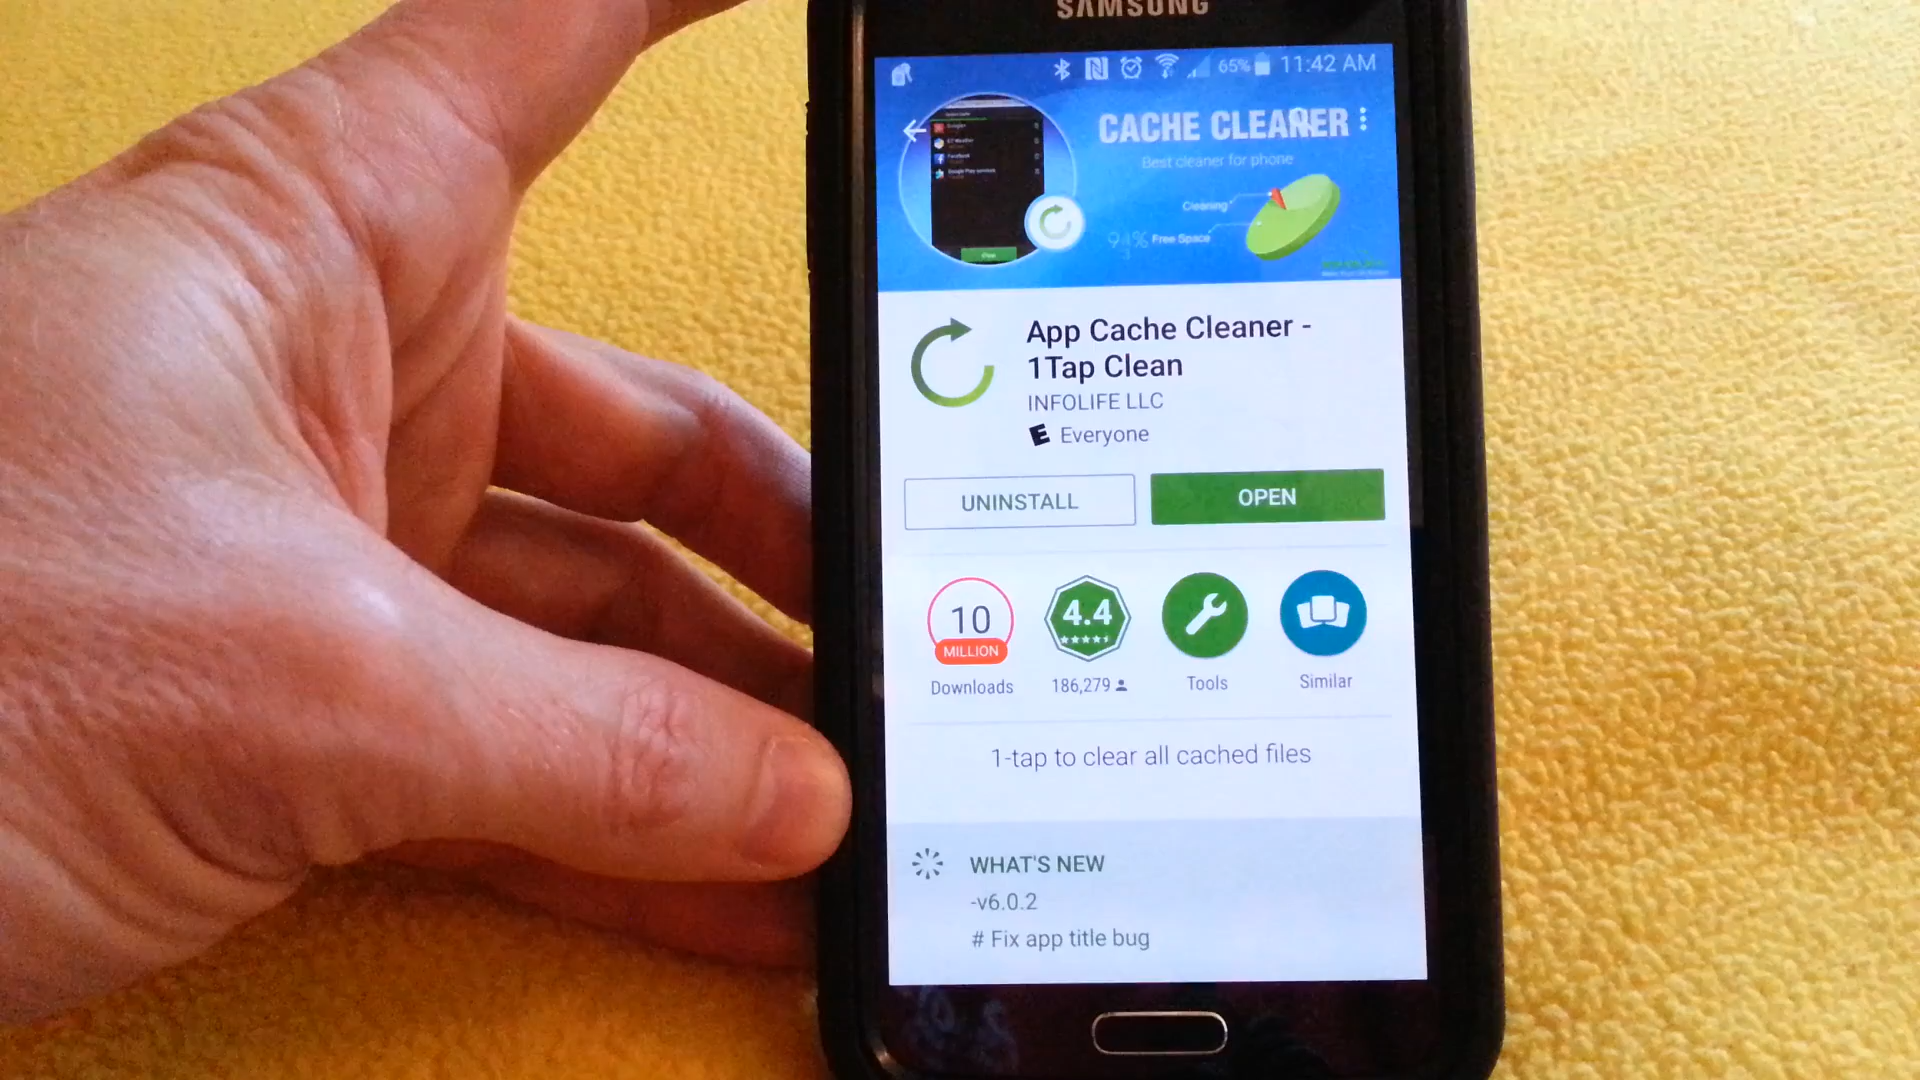 SAMSUNG
65% 11:42 AM
CACHE CLEANER
Best cleaner for phone
Cleaning
Free Space
App Cache Cleaner -
1Tap Clean
INFOLIFE LLC
E Everyone
UNINSTALL
OPEN
10
MILLION
4.4
Downloads
186,279
Tools
Similar
1-tap to clear all cached files
WHAT'S NEW
-v6.0.2
# Fix app title bug